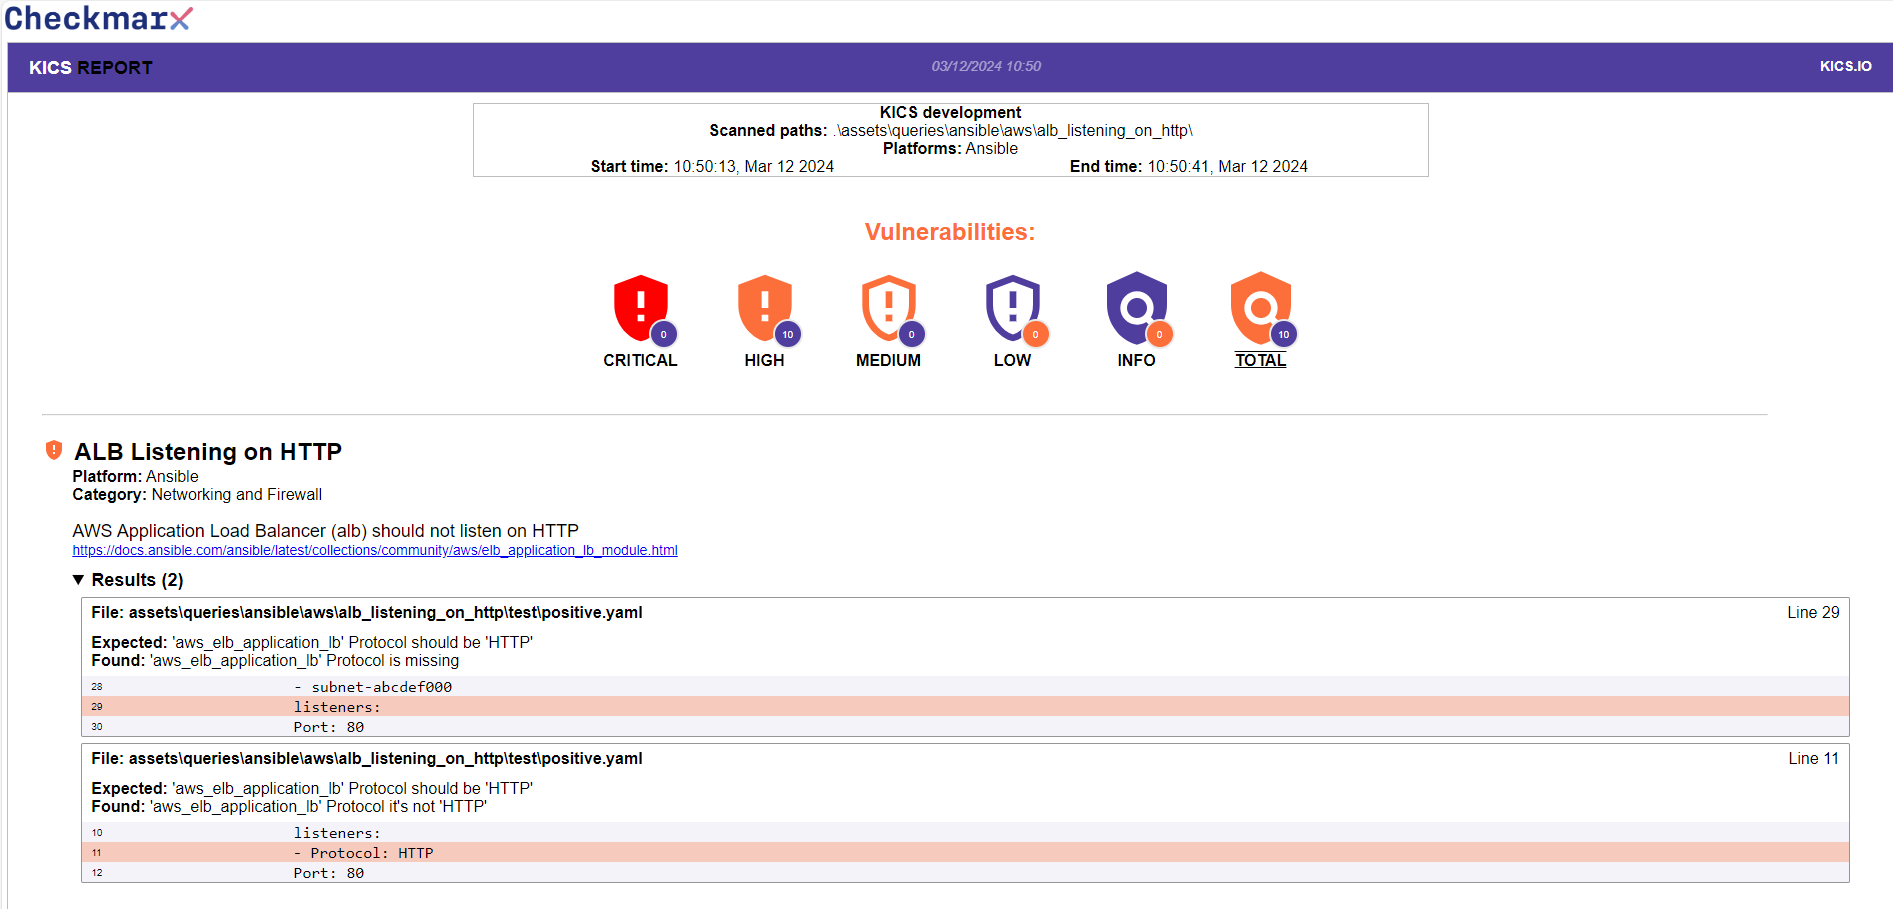 Checkmarx
KICS REPORT 03/12/2024 10:50 KICS.IO
KICS development
Scanned paths: .\assets\queries\ansible\aws\alb_listening_on_http\
Platforms: Ansible
Start time: 10:50:13, Mar 12 2024 End time: 10:50:41, Mar 12 2024
Vulnerabilities:
0 10 0 0 0 10
CRITICAL HIGH MEDIUM LOW INFO TOTAL
ALB Listening on HTTP
Platform: Ansible
Category: Networking and Firewall
AWS Application Load Balancer (alb) should not listen on HTTP
https://docs.ansible.com/ansible/latest/collections/community/aws/elb_application_lb_module.html
▼ Results (2)
File: assets\queries\ansible\aws\alb_listening_on_http\test\positive.yaml Line 29
Expected: 'aws_elb_application_lb' Protocol should be 'HTTP'
Found: 'aws_elb_application_lb' Protocol is missing
28 - subnet-abcdef000
29 listeners:
30 Port: 80
File: assets\queries\ansible\aws\alb_listening_on_http\test\positive.yaml Line 11
Expected: 'aws_elb_application_lb' Protocol should be 'HTTP'
Found: 'aws_elb_application_lb' Protocol it's not 'HTTP'
10 listeners:
11 - Protocol: HTTP
12 Port: 80